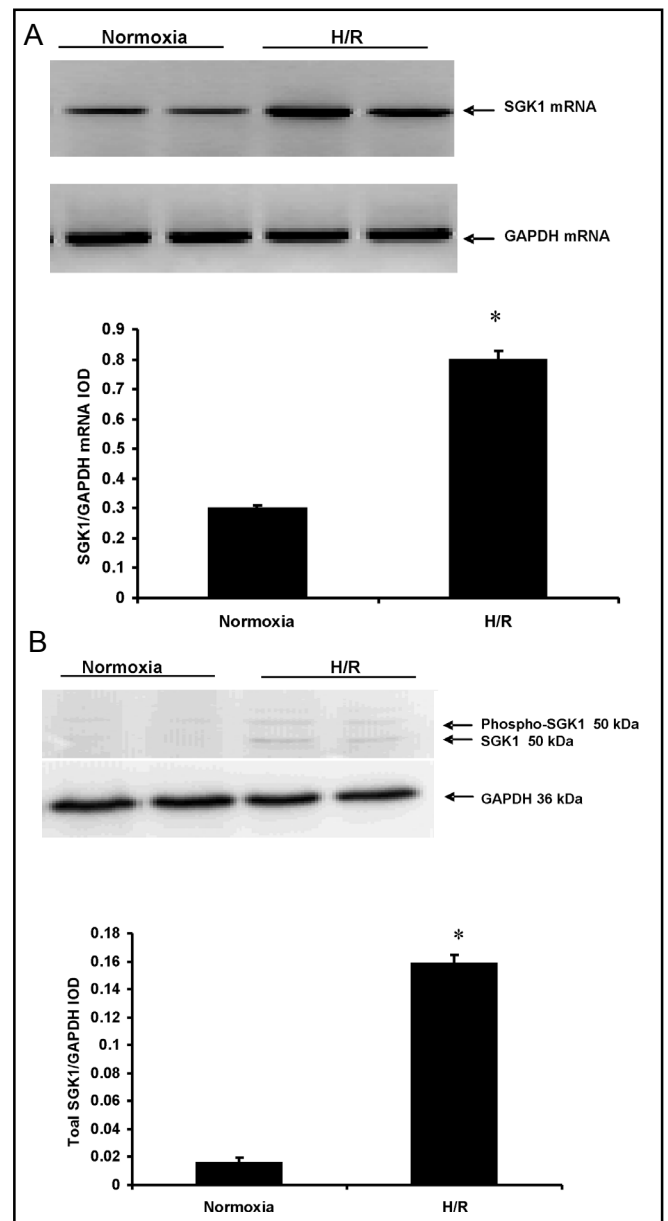 A
Normoxia H/R
SGK1 mRNA
GAPDH mRNA
SGK1/GAPDH mRNA IOD
0.9
0.8
0.7
0.6
0.5
0.4
0.3
0.2
0.1
0
*
Normoxia H/R
B
Normoxia H/R
Phospho-SGK1 50 kDa
SGK1 50 kDa
GAPDH 36 kDa
Toal SGK1/GAPDH IOD
0.18
0.16
0.14
0.12
0.1
0.08
0.06
0.04
0.02
0
*
Normoxia H/R